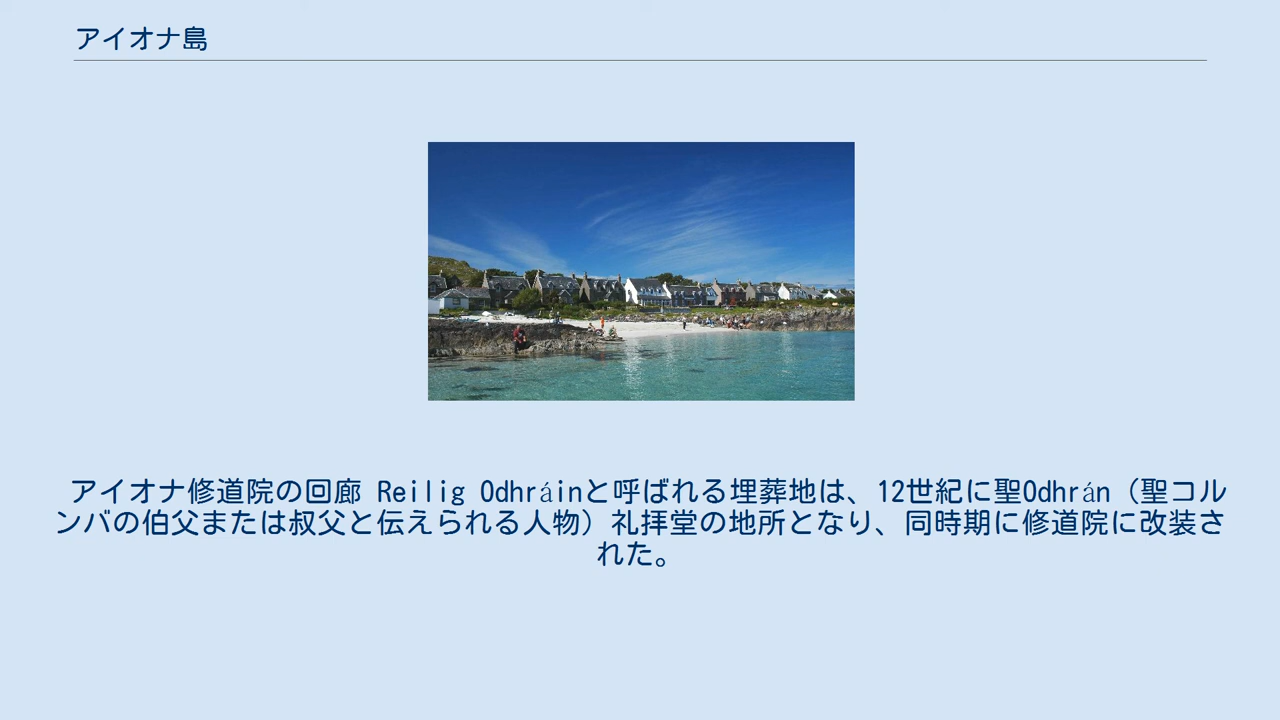 アイオナ島
アイオナ修道院の回廊 Reilig Odhráinと呼ばれる埋葬地は、12世紀に聖Odhrán（聖コル
ンバの伯父または叔父と伝えられる人物）礼拝堂の地所となり、同時期に修道院に改装さ
れた。